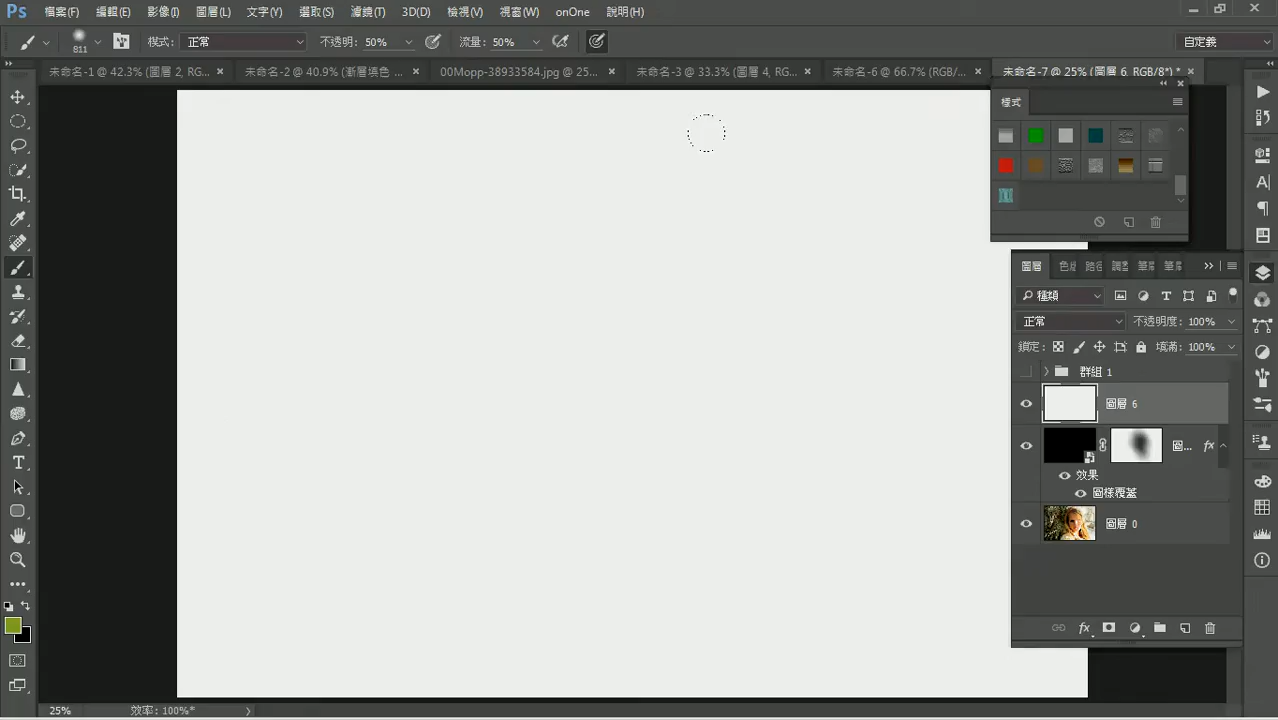 Ps 檔案(F) 編輯(E) 影像(I) 圖層(L) 文字(Y) 選取(S) 濾鏡(T) 3D(D) 檢視(V) 視窗(W) onOne 說明(H)
811 模式: 正常 不透明: 50% 流量: 50% 自定義
未命名-1 @ 42.3% (圖層 2, RG... × 未命名-2 @ 40.9% (漸層填色 × 00Mopp-38933584.jpg @ 25... × 未命名-3 @ 33.3% (圖層 4, RG... × 未命名-6 @ 66.7% (RGB/... × 未命名-7 @ 25% (圖層 6, RGB/8*) * ×
樣式
圖層 路徑
種類
正常 不透明度: 100%
鎖定: 填滿: 100%
群組 1
圖層 6
圖... fx
效果
圖樣覆蓋
圖層 0
fx
25% 效率: 100%*